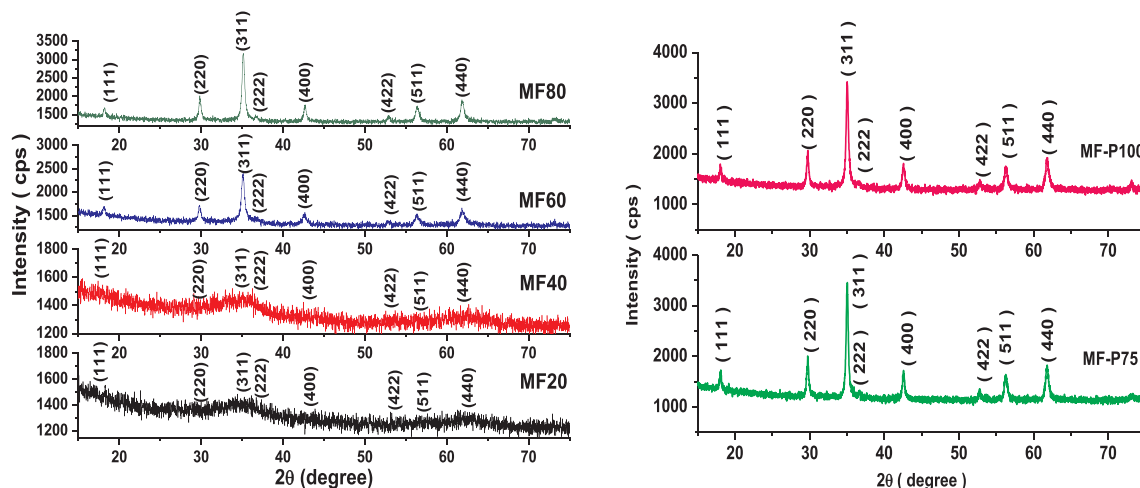 3500
3000
2500
2000
1500
(111)
(220)
(311)
(222)
(400)
(422)
(511)
(440)
MF80
20 30 40 50 60 70
3000
2500
2000
1500
(111)
(220)
(311)
(222)
(400)
(422)
(511)
(440)
MF60
20 30 40 50 60 70
1800
1600
1400
1200
(111)
(220)
(311)
(222)
(400)
(422)
(511)
(440)
MF40
20 30 40 50 60 70
1800
1600
1400
1200
(111)
(220)
(311)
(222)
(400)
(422)
(511)
(440)
MF20
20 30 40 50 60 70
Intensity ( cps)
2θ (degree)
4000
3000
2000
1000
( 111 )
( 220 )
( 311 )
( 222 )
( 400 )
( 422 )
( 511 )
( 440 )
MF-P100
20 30 40 50 60 70
4000
3000
2000
1000
( 111 )
( 220 )
( 311 )
( 222 )
( 400 )
( 422 )
( 511 )
( 440 )
MF-P75
20 30 40 50 60 70
Intensity ( cps )
2θ ( degree )